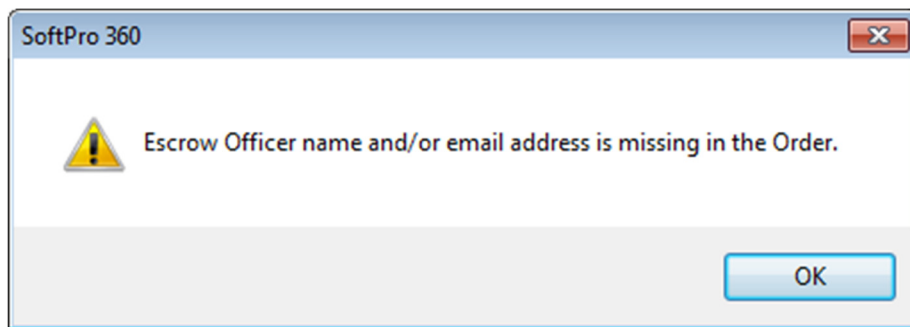 SoftPro 360
Escrow Officer name and/or email address is missing in the Order.
OK